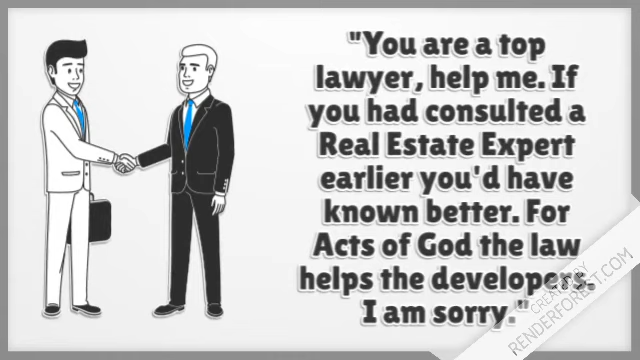 "You are a top
lawyer, help me. If
you had consulted a
Real Estate Expert
earlier you'd have
known better. For
Acts of God the law
helps the developers.
I am sorry."
CREATED BY
RENDERFOREST.COM